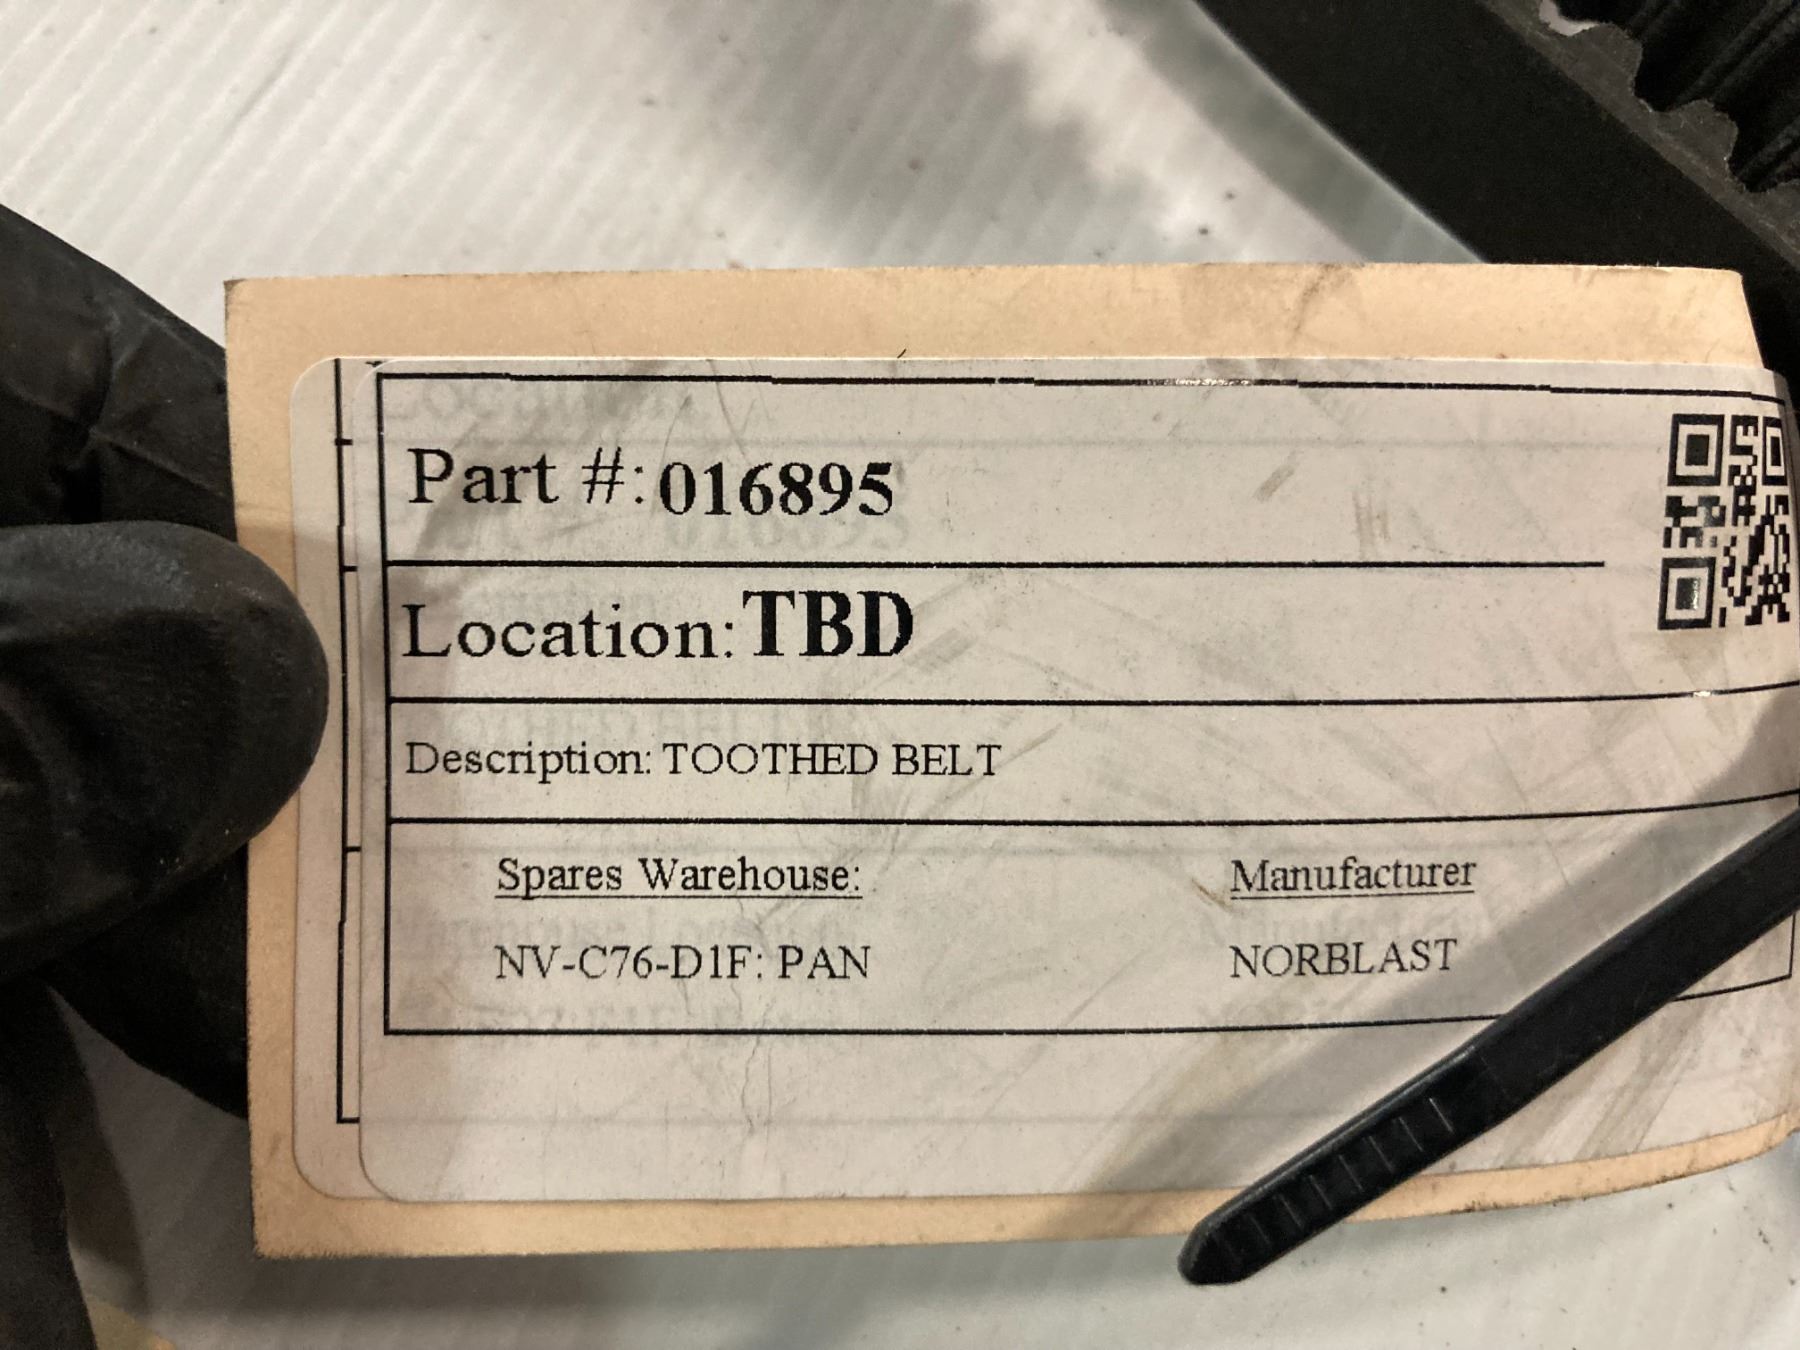 Part #: 016895
Location: TBD
Description: TOOTHED BELT
Spares Warehouse: Manufacturer
NV-C76-D1F: PAN NORBLAST